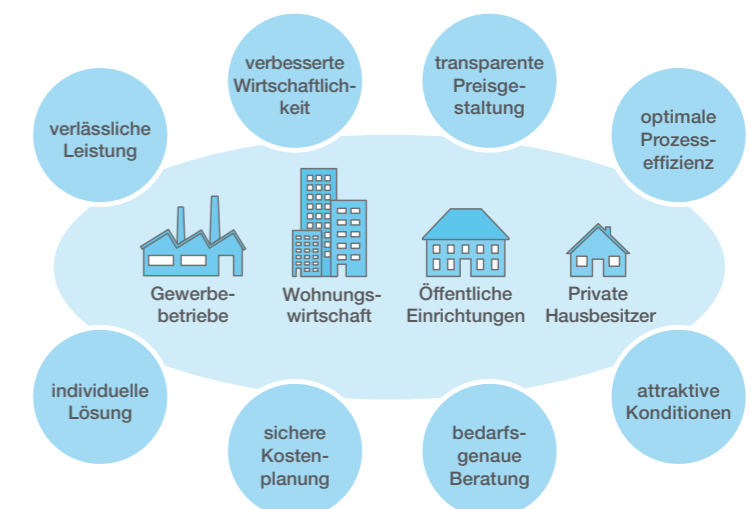 verlässliche
Leistung
verbesserte
Wirtschaftlich-
keit
transparente
Preisge-
staltung
optimale
Prozess-
effizienz
Gewerbe-
betriebe
Wohnungs-
wirtschaft
Öffentliche
Einrichtungen
Private
Hausbesitzer
individuelle
Lösung
sichere
Kosten-
planung
bedarfs-
genaue
Beratung
attraktive
Konditionen